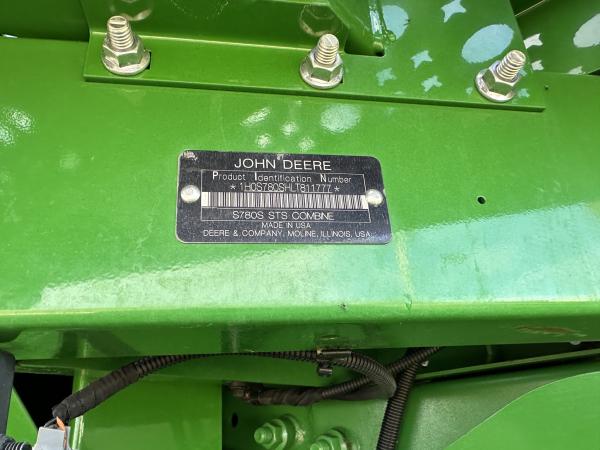 JOHN DEERE
Product Identification Number
*1H0S780SHLT811777*
S780S STS COMBINE
MADE IN USA
DEERE & COMPANY, MOLINE, ILLINOIS, USA